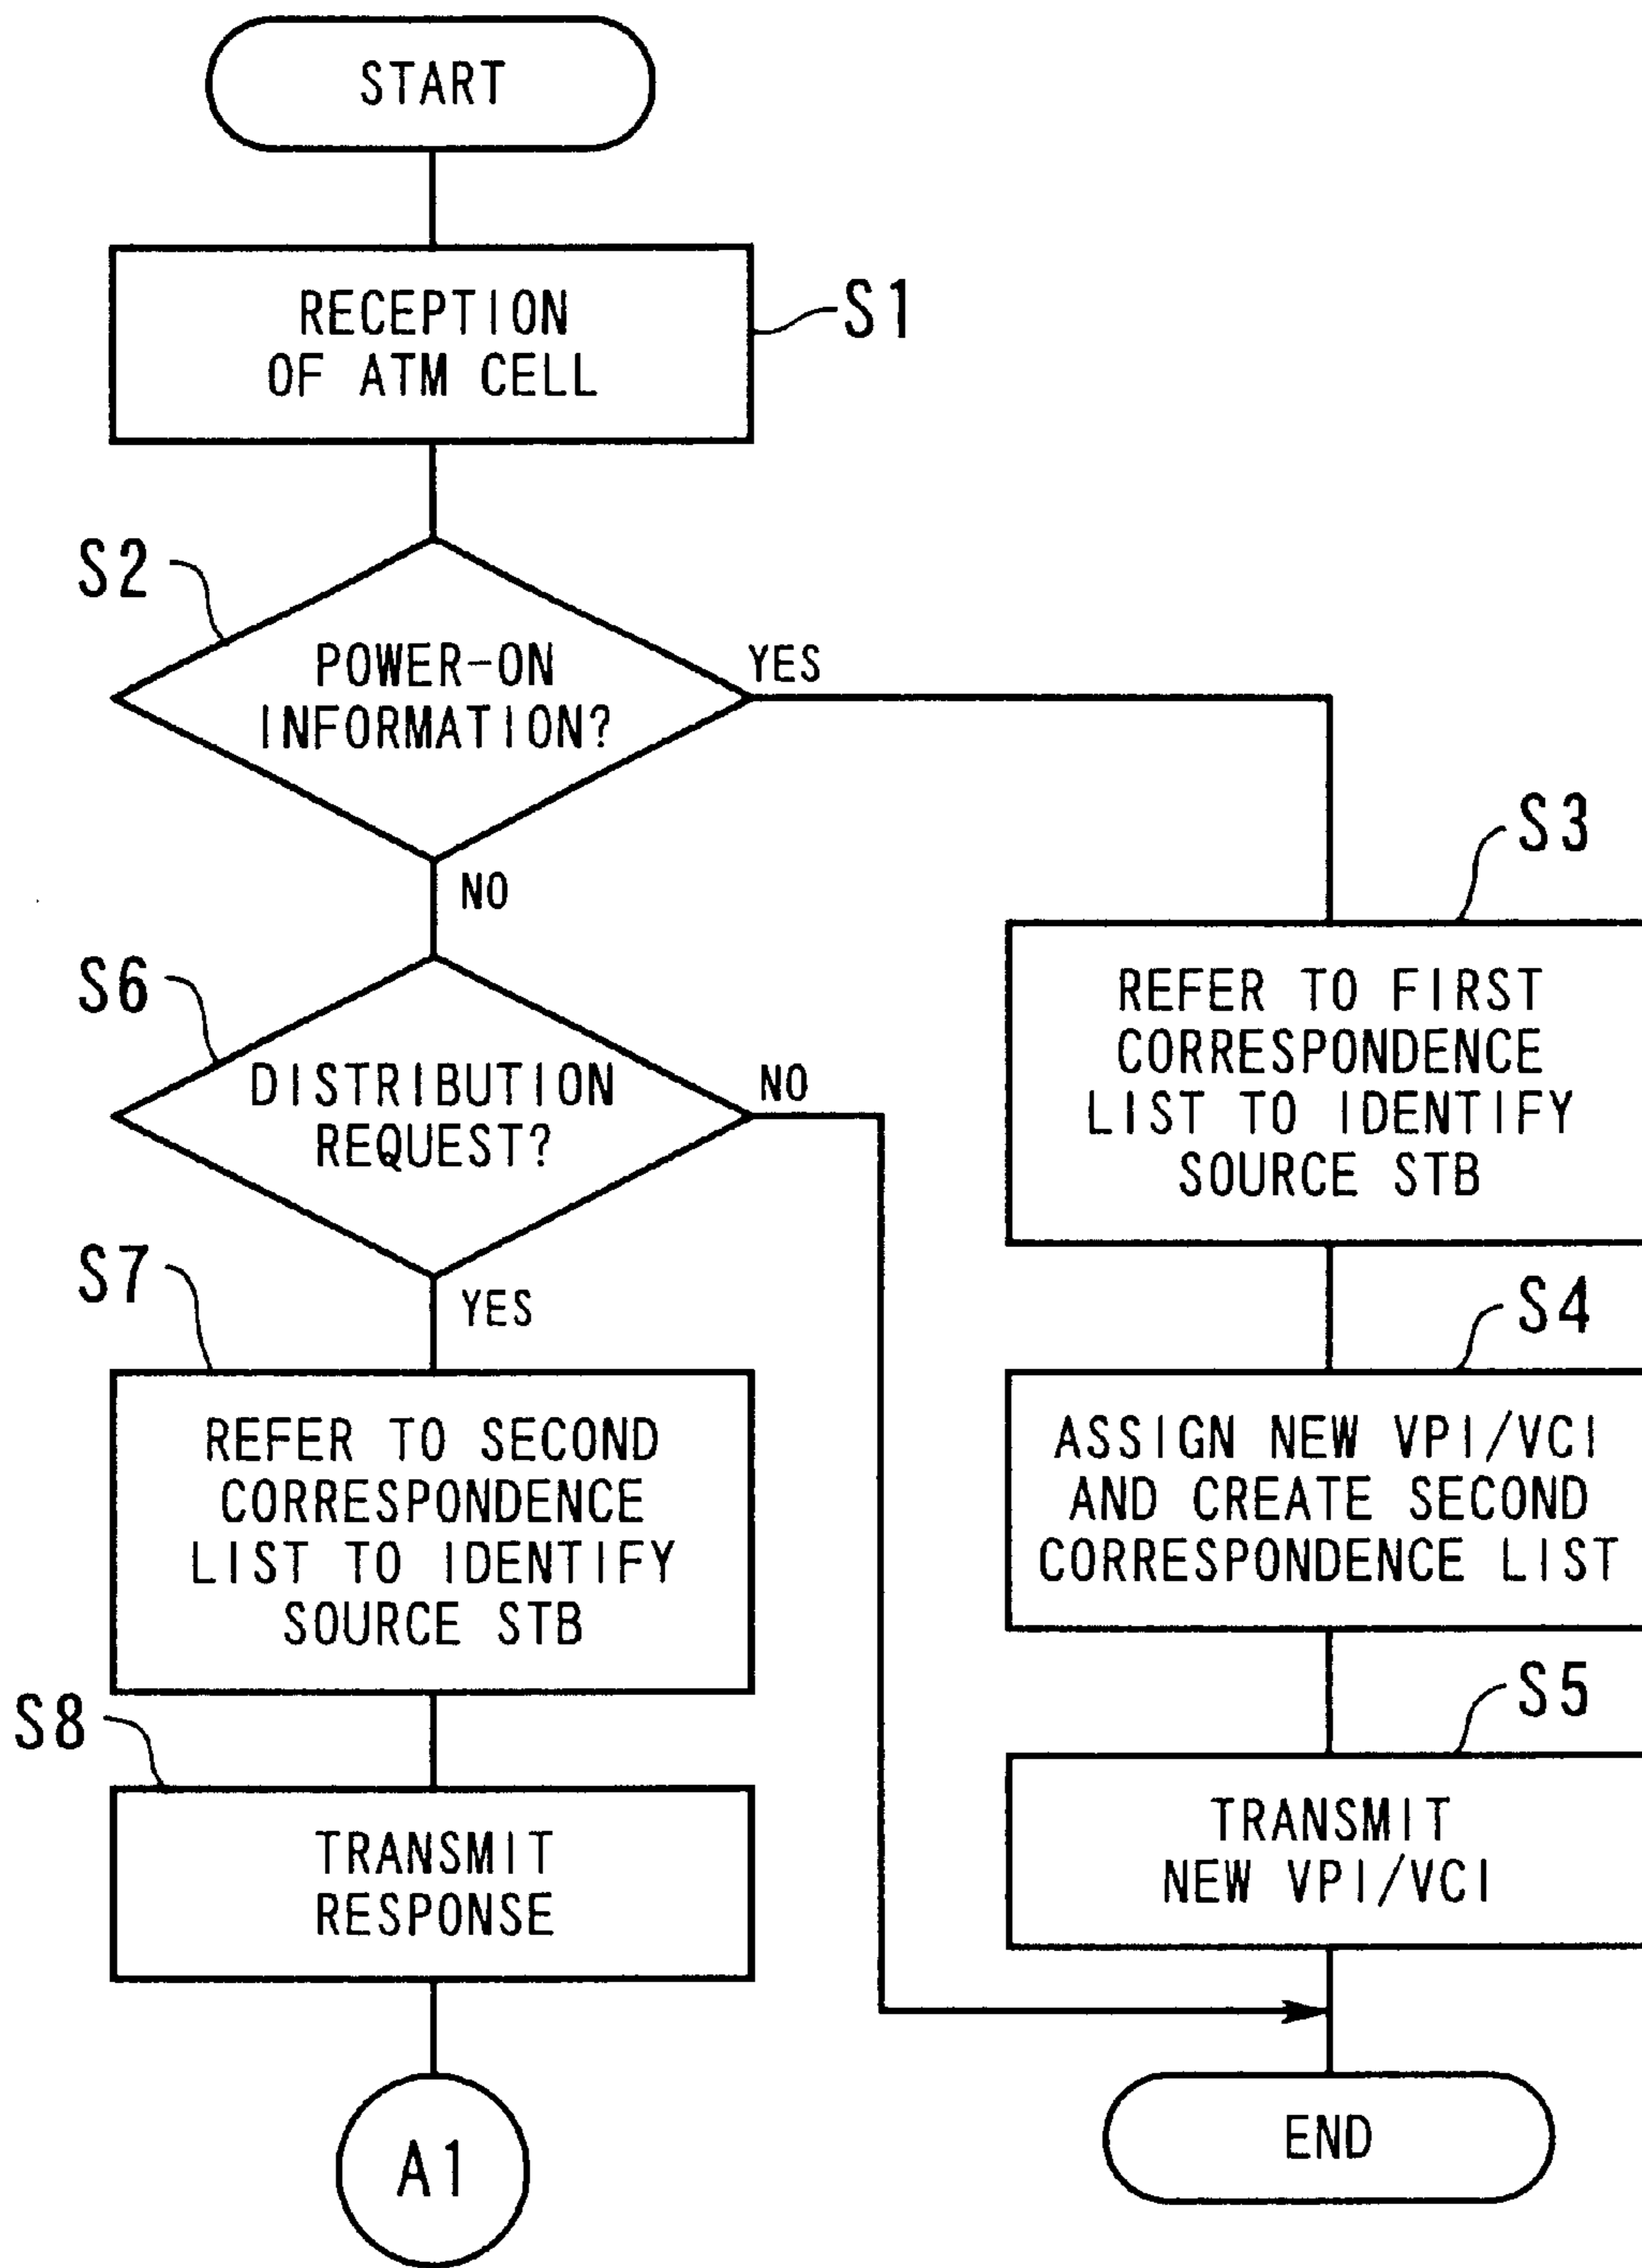 START
RECEPTION
OF ATM CELL
S1
S2
POWER-ON
INFORMATION?
YES
NO
S3
REFER TO FIRST
CORRESPONDENCE
LIST TO IDENTIFY
SOURCE STB
S6
DISTRIBUTION
REQUEST?
NO
YES
S4
ASSIGN NEW VPI/VCI
AND CREATE SECOND
CORRESPONDENCE LIST
S7
REFER TO SECOND
CORRESPONDENCE
LIST TO IDENTIFY
SOURCE STB
S5
TRANSMIT
NEW VPI/VCI
S8
TRANSMIT
RESPONSE
A1
END